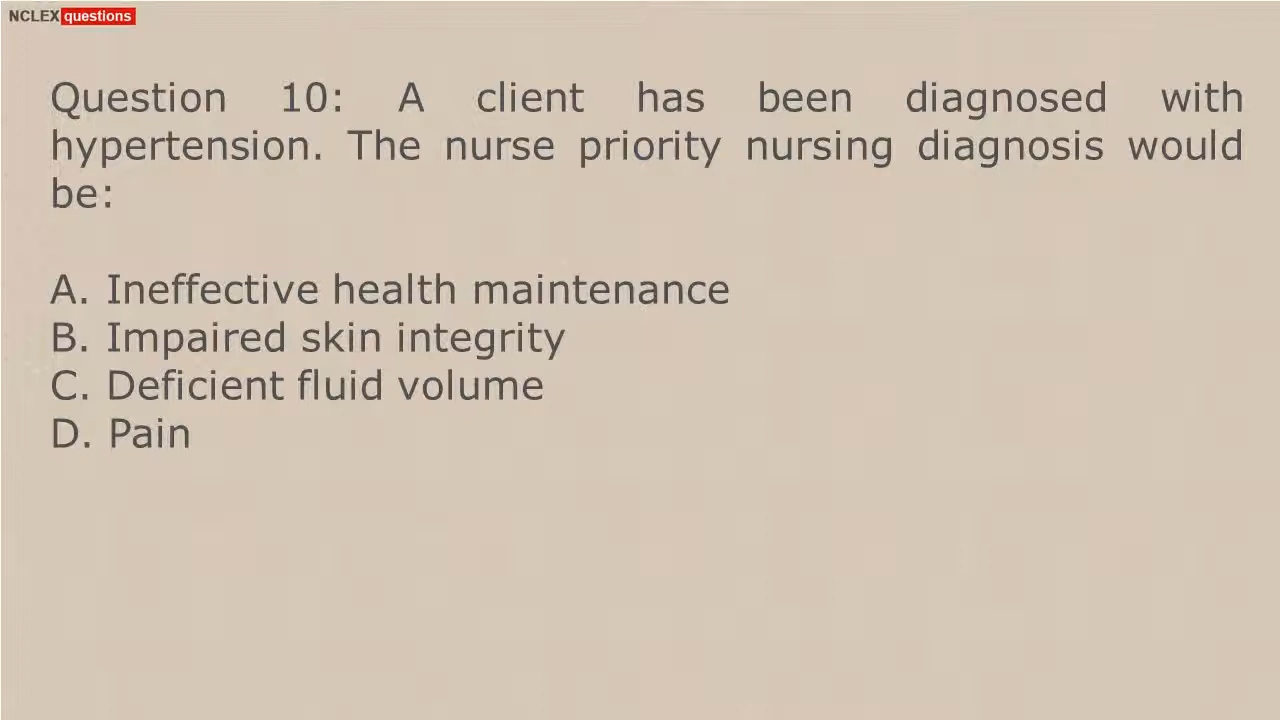 NCLEX questions
Question 10: A client has been diagnosed with
hypertension. The nurse priority nursing diagnosis would
be:
A. Ineffective health maintenance
B. Impaired skin integrity
C. Deficient fluid volume
D. Pain